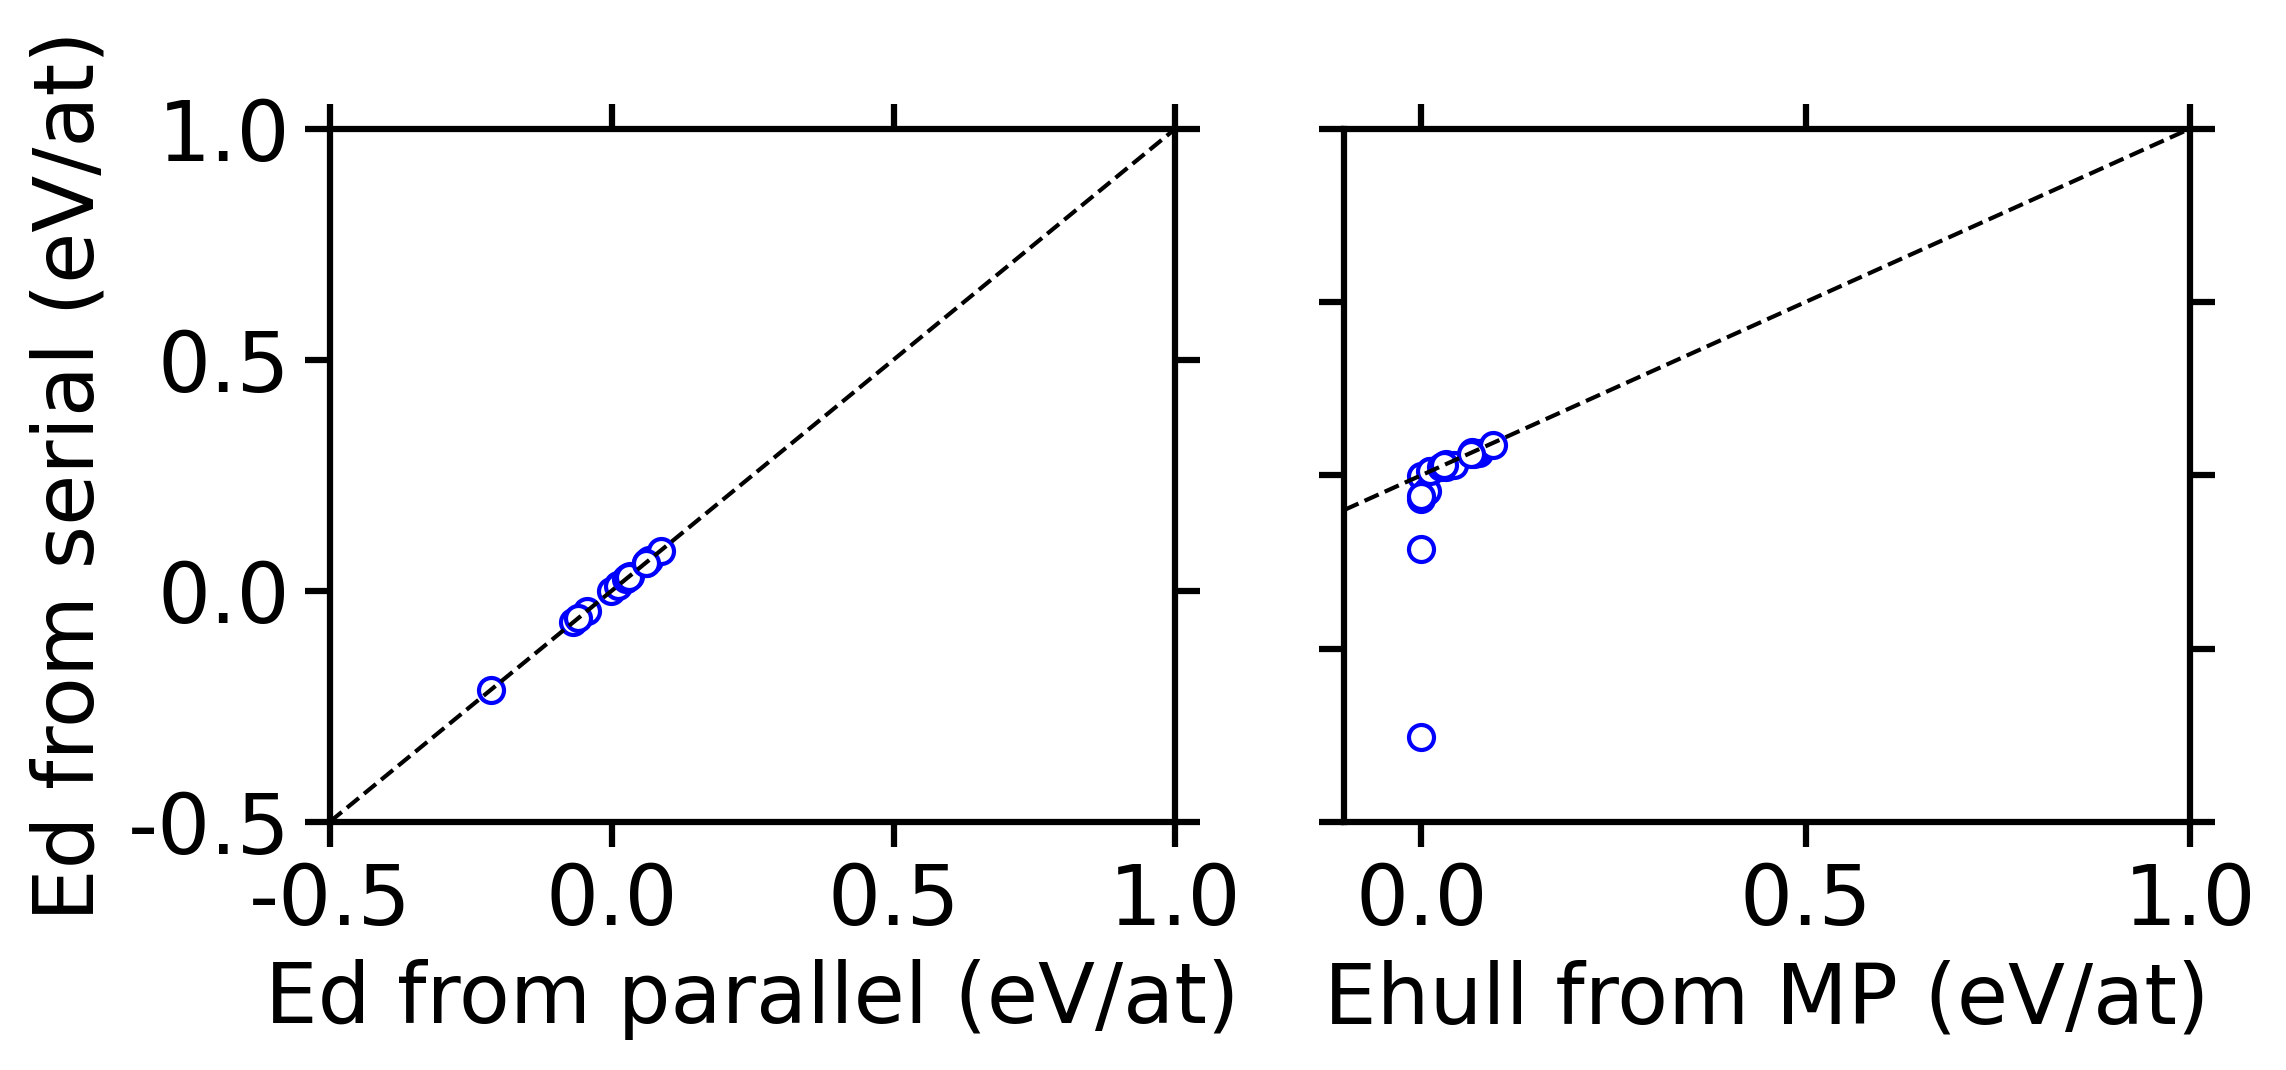 Ed from serial (eV/at)
1.0
0.5
0.0
-0.5
-0.5 0.0 0.5 1.0
Ed from parallel (eV/at)
0.0 0.5 1.0
Ehull from MP (eV/at)